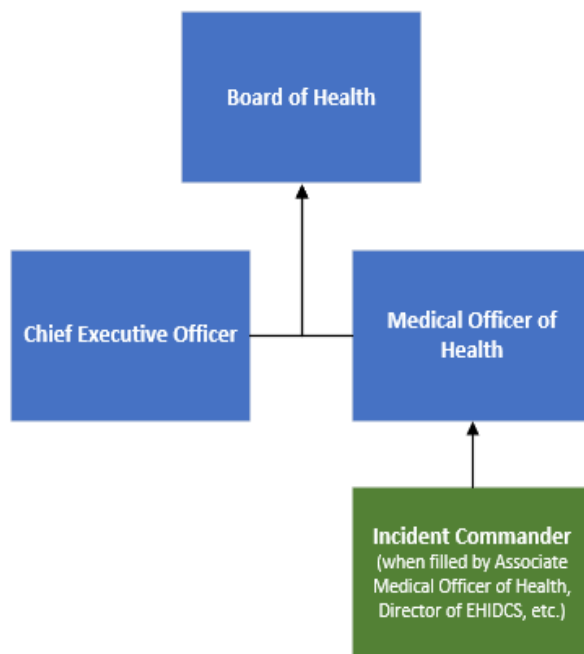 Board of Health
Chief Executive Officer
Medical Officer of
Health
Incident Commander
(when filled by Associate
Medical Officer of Health,
Director of EHIDCS, etc.)